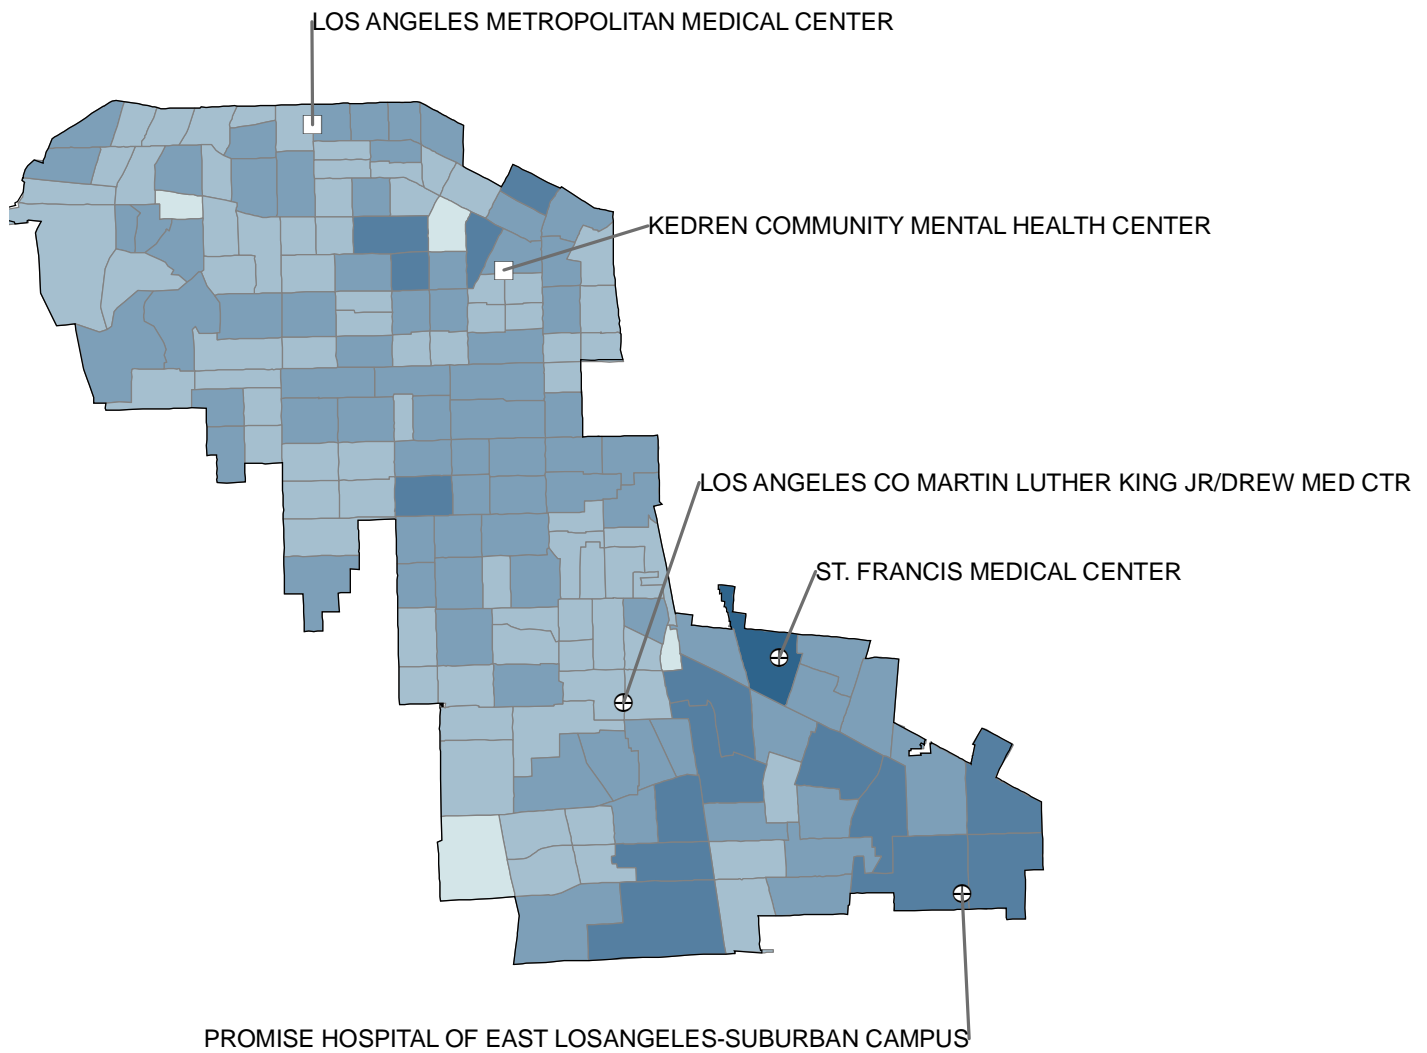 LOS ANGELES METROPOLITAN MEDICAL CENTER
KEDREN COMMUNITY MENTAL HEALTH CENTER
LOS ANGELES CO MARTIN LUTHER KING JR/DREW MED CTR
ST. FRANCIS MEDICAL CENTER
PROMISE HOSPITAL OF EAST LOSANGELES-SUBURBAN CAMPUS